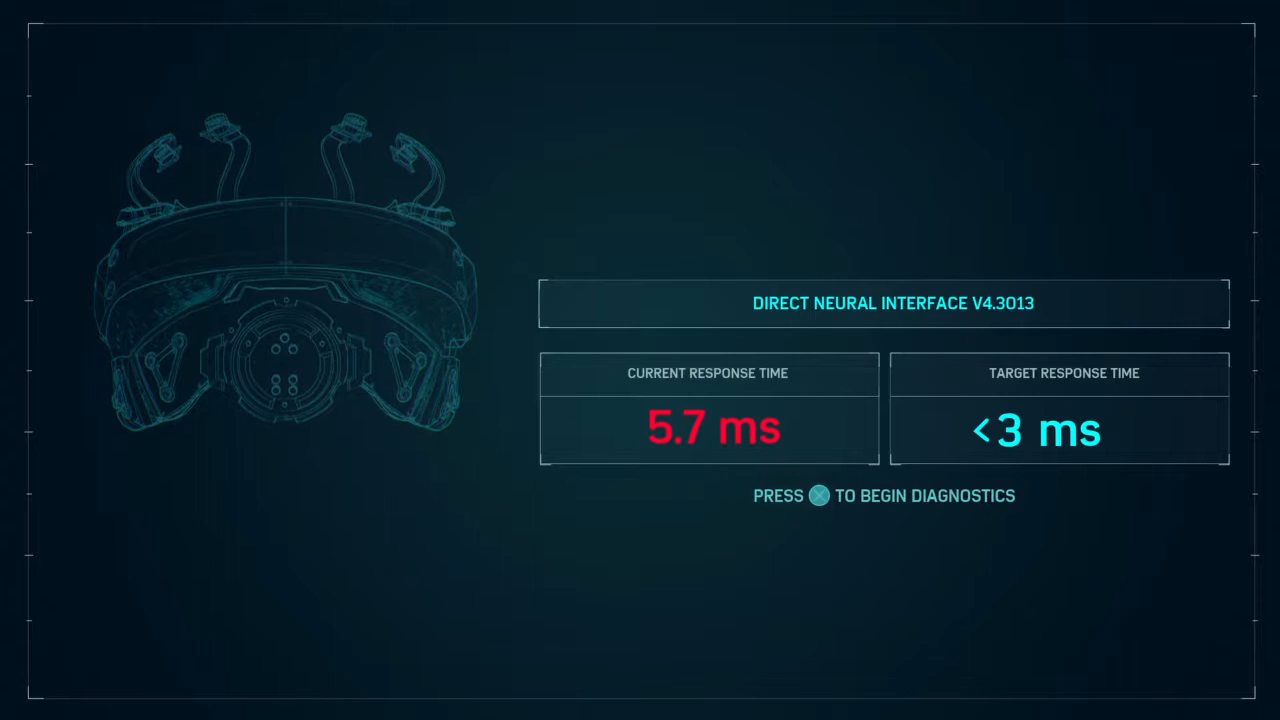 DIRECT NEURAL INTERFACE V4.3013
CURRENT RESPONSE TIME
TARGET RESPONSE TIME
5.7 ms
<3 ms
PRESS TO BEGIN DIAGNOSTICS